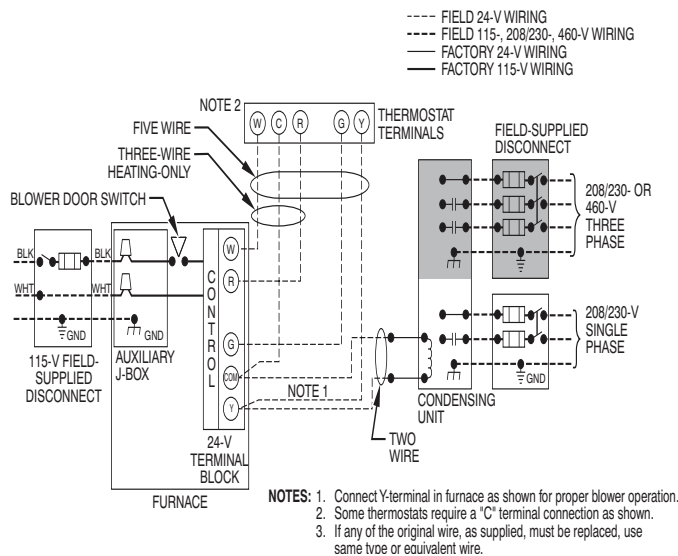 FIELD 24-V WIRING
FIELD 115-, 208/230-, 460-V WIRING
FACTORY 24-V WIRING
FACTORY 115-V WIRING
NOTE 2
W
C
R
G
Y
THERMOSTAT
TERMINALS
FIVE WIRE
THREE-WIRE
HEATING-ONLY
BLOWER DOOR SWITCH
FIELD-SUPPLIED
DISCONNECT
208/230- OR
460-V
THREE
PHASE
BLK
BLK
WHT
WHT
GND
GND
115-V FIELD-
SUPPLIED
DISCONNECT
AUXILIARY
J-BOX
CONTROL
W
R
G
COM
Y
24-V
TERMINAL
BLOCK
FURNACE
NOTE 1
TWO
WIRE
CONDENSING
UNIT
208/230-V
SINGLE
PHASE
GND
NOTES: 1. Connect Y-terminal in furnace as shown for proper blower operation.
2. Some thermostats require a "C" terminal connection as shown.
3. If any of the original wire, as supplied, must be replaced, use
same type or equivalent wire.